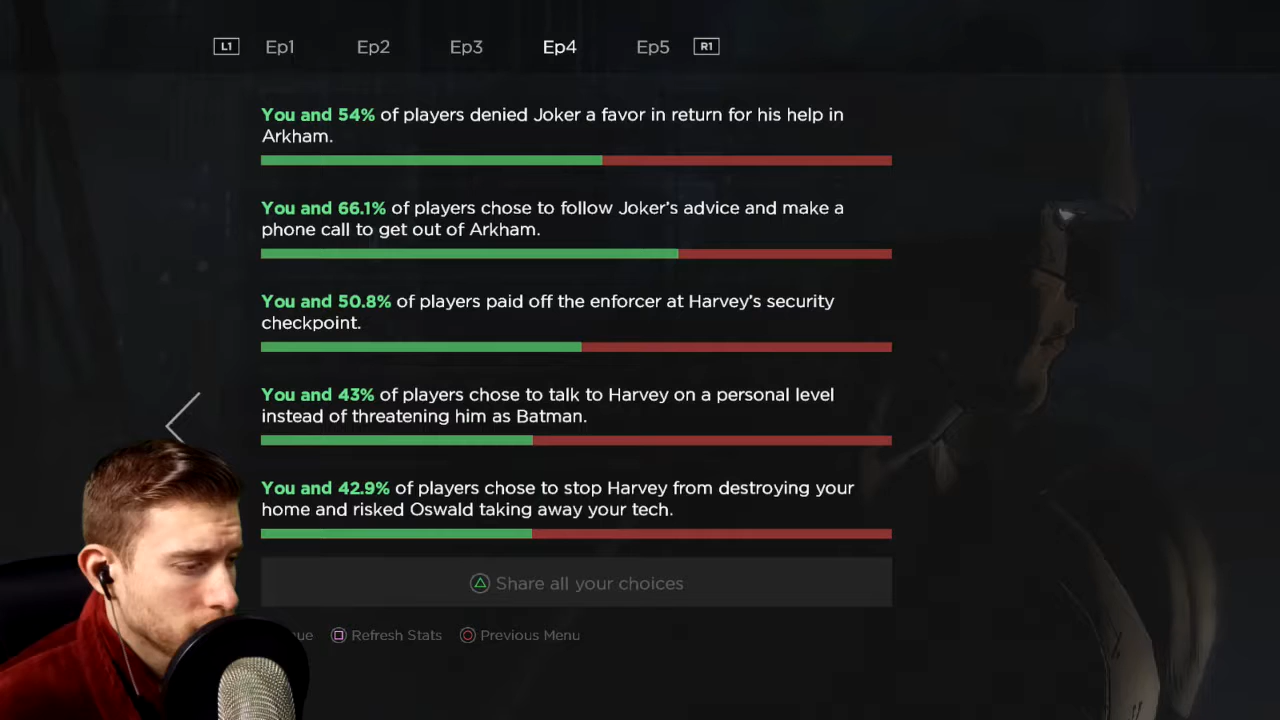 L1 Ep1 Ep2 Ep3 Ep4 Ep5 R1
You and 54% of players denied Joker a favor in return for his help in
Arkham.
You and 66.1% of players chose to follow Joker's advice and make a
phone call to get out of Arkham.
You and 50.8% of players paid off the enforcer at Harvey's security
checkpoint.
You and 43% of players chose to talk to Harvey on a personal level
instead of threatening him as Batman.
You and 42.9% of players chose to stop Harvey from destroying your
home and risked Oswald taking away your tech.
Share all your choices
Refresh Stats Previous Menu